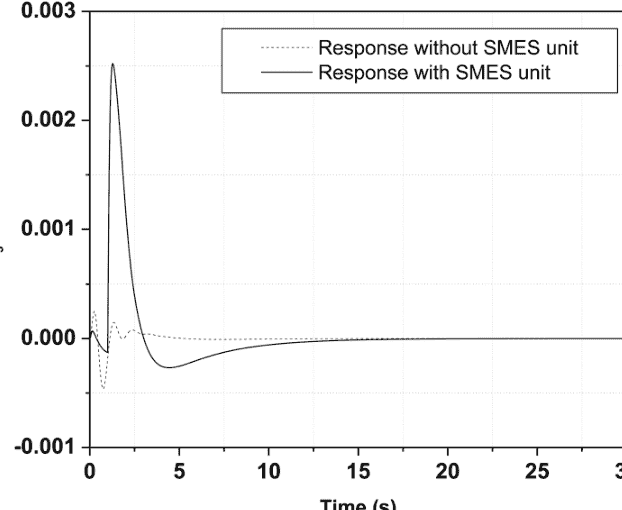 0.003
Response without SMES unit
Response with SMES unit
0.002
0.001
0.000
-0.001
0 5 10 15 20 25
Time (s)